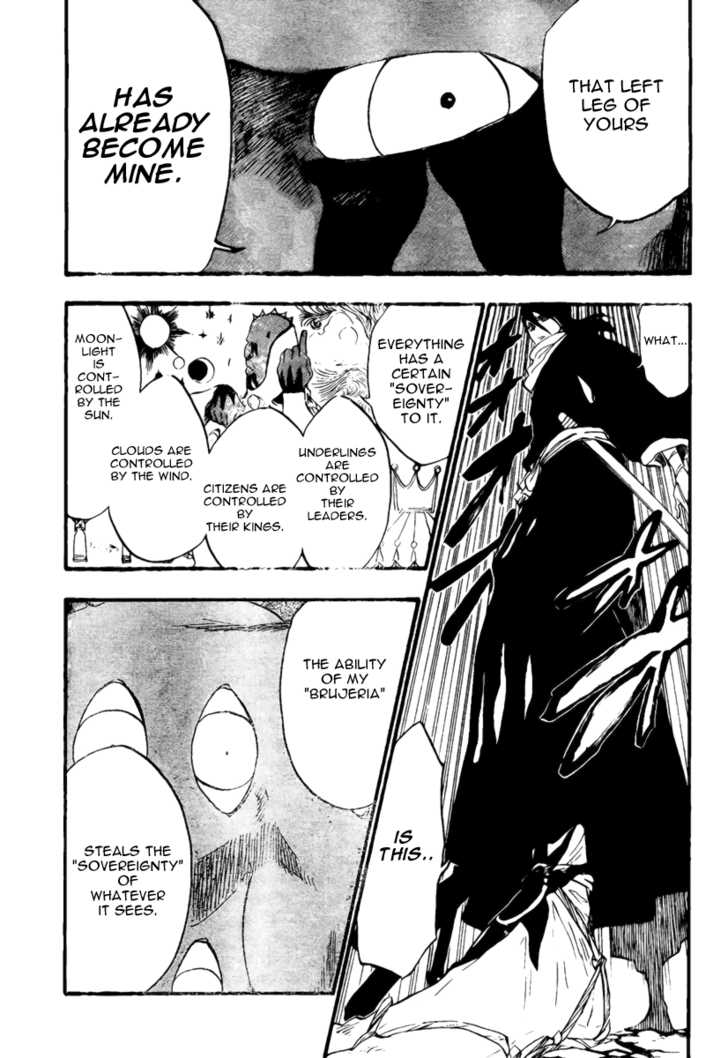 THAT LEFT
LEG OF
YOURS
HAS
ALREADY
BECOME
MINE.
WHAT...
IS
THIS..
EVERYTHING
HAS A
CERTAIN
"SOVER-
EIGNTY"
TO IT.
UNDERLINGS
ARE
CONTROLLED
BY
THEIR
LEADERS.
CITIZENS ARE
CONTROLLED
BY
THEIR KINGS.
CLOUDS ARE
CONTROLLED
BY THE WIND.
MOON-
LIGHT
IS
CONT-
ROLLED
BY THE
SUN.
THE ABILITY
OF MY
"BRUJERIA"
STEALS THE
"SOVEREIGNTY"
OF
WHATEVER
IT SEES.